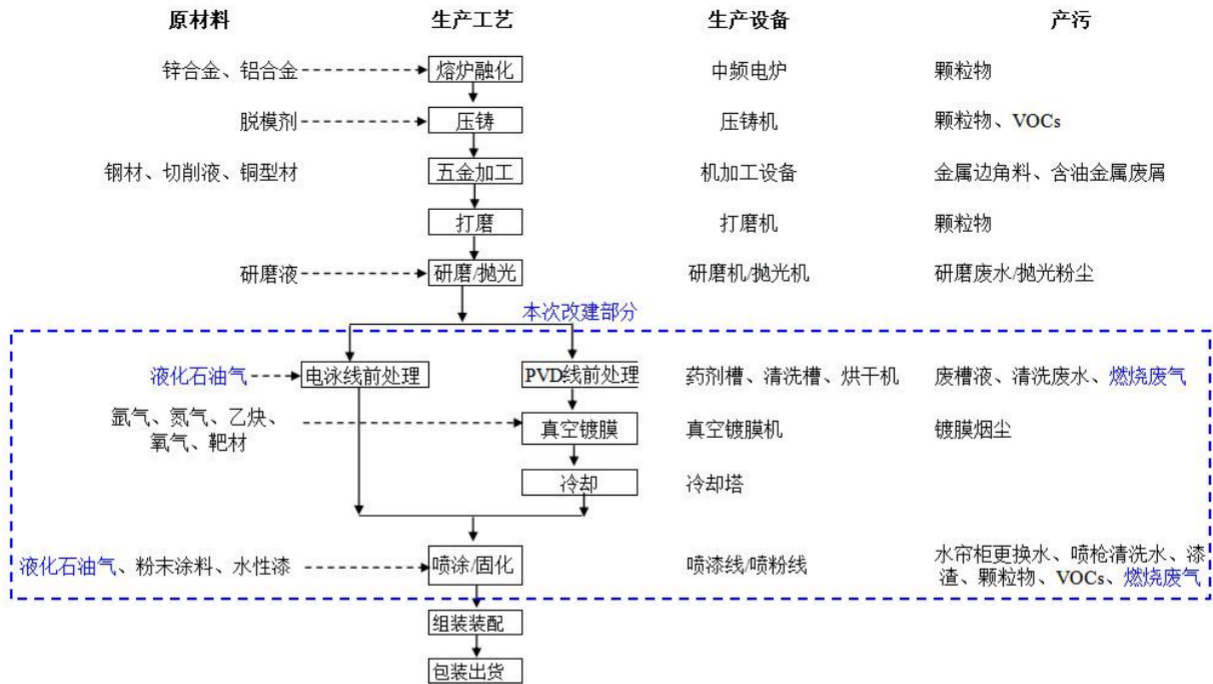 原材料 生产工艺 生产设备 产污
锌合金、铝合金 熔炉融化 中频电炉 颗粒物
脱模剂 压铸 压铸机 颗粒物、VOCs
钢材、切削液、铜型材 五金加工 机加工设备 金属边角料、含油金属废屑
打磨 打磨机 颗粒物
研磨液 研磨/抛光 研磨机/抛光机 研磨废水/抛光粉尘
本次改建部分
液化石油气 电泳线前处理 PVD线前处理 药剂槽、清洗槽、烘干机 废槽液、清洗废水、燃烧废气
氩气、氮气、乙炔、
氧气、靶材 真空镀膜 真空镀膜机 镀膜烟尘
冷却 冷却塔
液化石油气、粉末涂料、水性漆 喷涂/固化 喷漆线/喷粉线 水帘柜更换水、喷枪清洗水、漆
渣、颗粒物、VOCs、燃烧废气
组装装配
包装出货